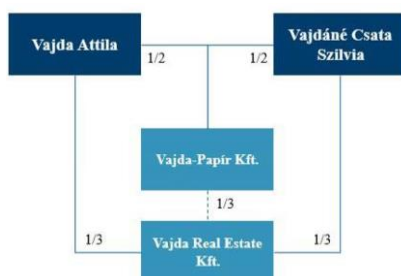 Vajda Attila
Vajdáné Csata
Szilvia
1/2
1/2
Vajda-Papír Kft.
1/3
1/3
Vajda Real Estate
Kft.
1/3